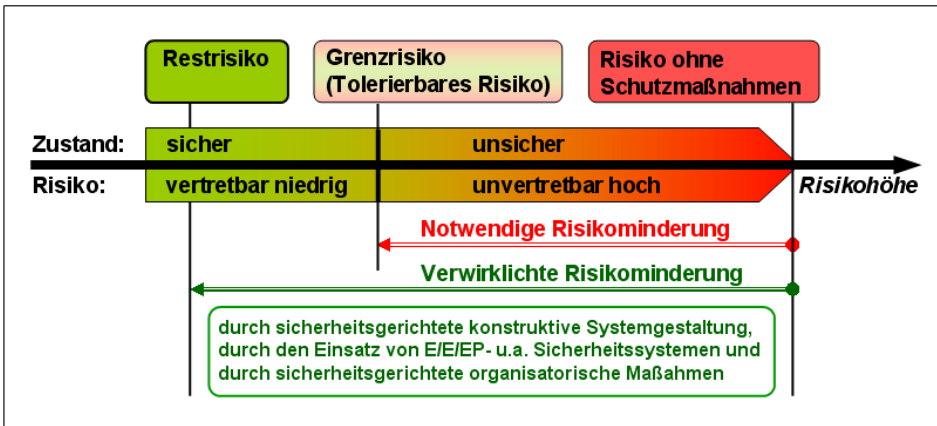 Restrisiko
Grenzrisiko
(Tolerierbares Risiko)
Risiko ohne
Schutzmaßnahmen
Zustand:
sicher
unsicher
Risiko:
vertretbar niedrig
unvertretbar hoch
Risikohöhe
Notwendige Risikominderung
Verwirklichte Risikominderung
durch sicherheitsgerichtete konstruktive Systemgestaltung,
durch den Einsatz von E/E/EP- u.a. Sicherheitssystemen und
durch sicherheitsgerichtete organisatorische Maßahmen